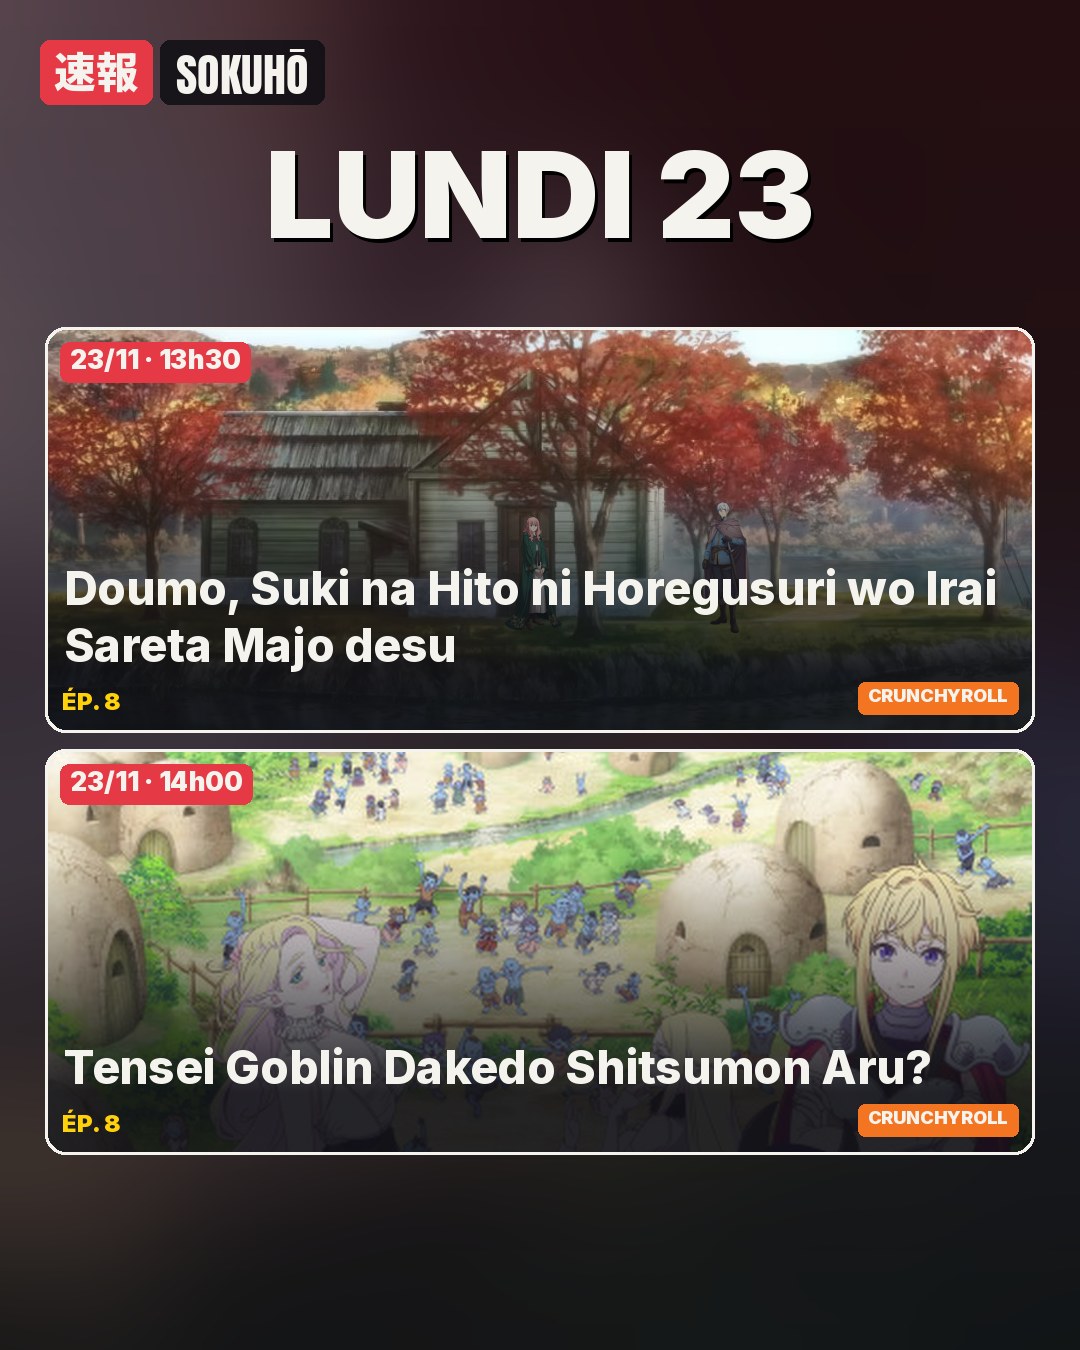 速報 SOKUHŌ
LUNDI 23
23/11 · 13h30
Doumo, Suki na Hito ni Horegusuri wo Irai
Sareta Majo desu
ÉP. 8
CRUNCHYROLL
23/11 · 14h00
Tensei Goblin Dakedo Shitsumon Aru?
ÉP. 8
CRUNCHYROLL